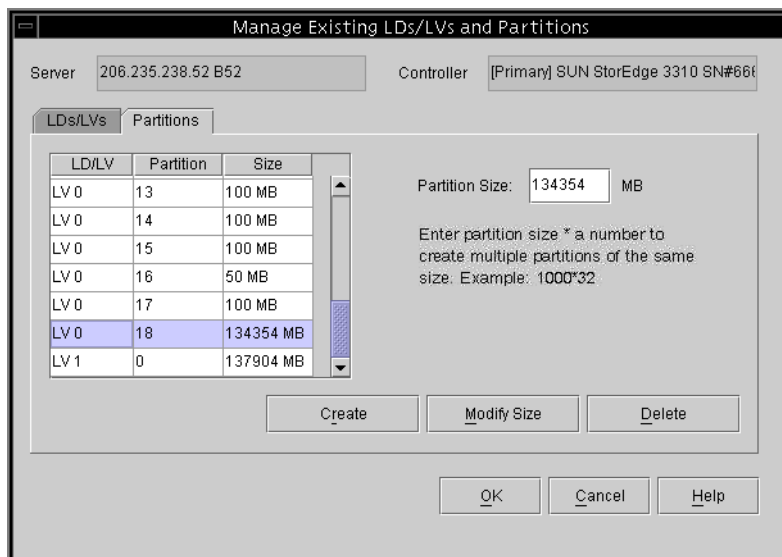 Manage Existing LDs/LVs and Partitions
Server 206.235.238.52 B52 Controller [Primary] SUN StorEdge 3310 SN#666
LDs/LVs Partitions
LD/LV Partition Size
LV 0 13 100 MB
LV 0 14 100 MB
LV 0 15 100 MB
LV 0 16 50 MB
LV 0 17 100 MB
LV 0 18 134354 MB
LV 1 0 137904 MB
Partition Size: 134354 MB
Enter partition size * a number to
create multiple partitions of the same
size. Example: 1000*32
Create Modify Size Delete
OK Cancel Help